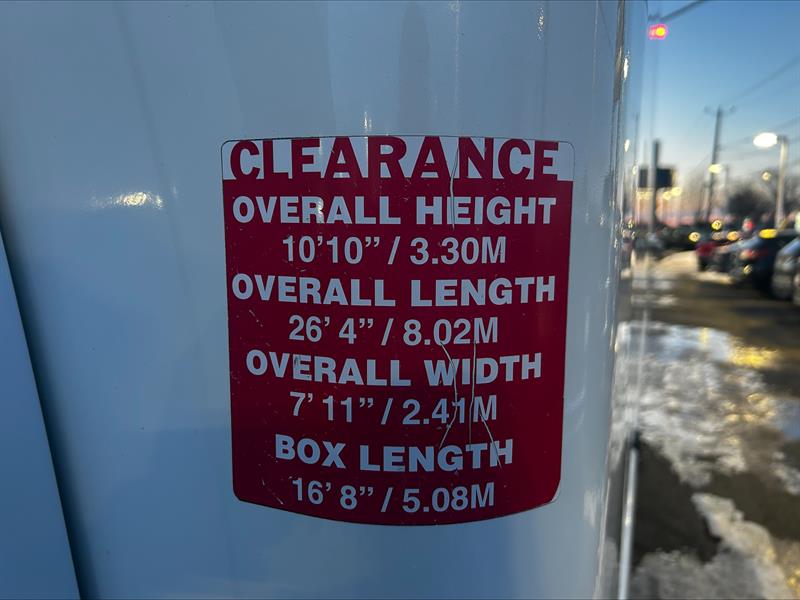 CLEARANCE
OVERALL HEIGHT
10'10” / 3.30M
OVERALL LENGTH
26’ 4” / 8.02M
OVERALL WIDTH
7’ 11” / 2.41M
BOX LENGTH
16’ 8” / 5.08M